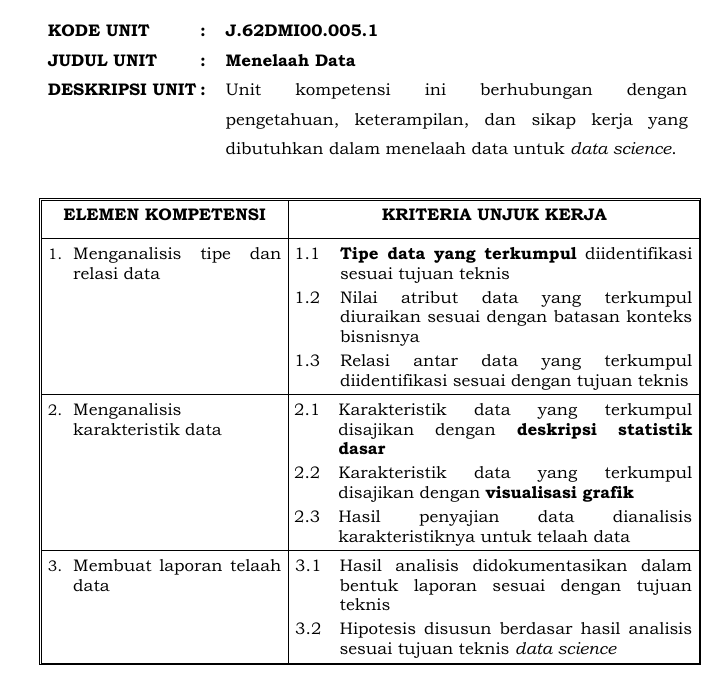 KODE UNIT : J.62DMI00.005.1
JUDUL UNIT : Menelaah Data
DESKRIPSI UNIT : Unit kompetensi ini berhubungan dengan
pengetahuan, keterampilan, dan sikap kerja yang
dibutuhkan dalam menelaah data untuk data science.
ELEMEN KOMPETENSI
KRITERIA UNJUK KERJA
1. Menganalisis tipe dan
relasi data
1.1 Tipe data yang terkumpul diidentifikasi
sesuai tujuan teknis
1.2 Nilai atribut data yang terkumpul
diuraikan sesuai dengan batasan konteks
bisnisnya
1.3 Relasi antar data yang terkumpul
diidentifikasi sesuai dengan tujuan teknis
2. Menganalisis
karakteristik data
2.1 Karakteristik data yang terkumpul
disajikan dengan deskripsi statistik
dasar
2.2 Karakteristik data yang terkumpul
disajikan dengan visualisasi grafik
2.3 Hasil penyajian data dianalisis
karakteristiknya untuk telaah data
3. Membuat laporan telaah
data
3.1 Hasil analisis didokumentasikan dalam
bentuk laporan sesuai dengan tujuan
teknis
3.2 Hipotesis disusun berdasar hasil analisis
sesuai tujuan teknis data science